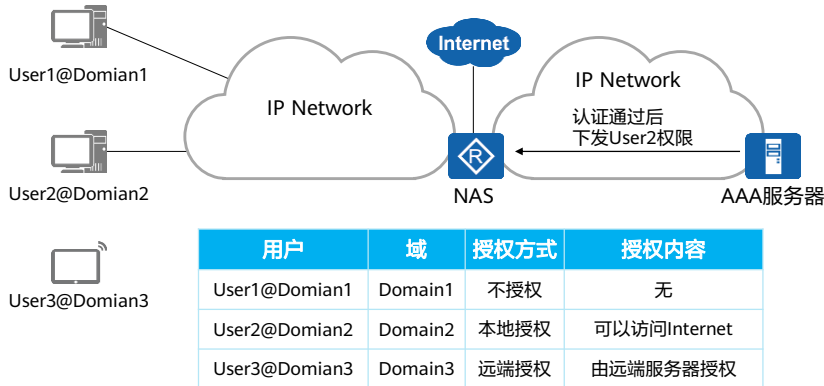 User1@Domian1
User2@Domian2
User3@Domian3
IP Network
Internet
IP Network
认证通过后
下发User2权限
R
NAS
AAA服务器
用户 域 授权方式 授权内容
User1@Domian1 Domain1 不授权 无
User2@Domian2 Domain2 本地授权 可以访问Internet
User3@Domian3 Domain3 远端授权 由远端服务器授权